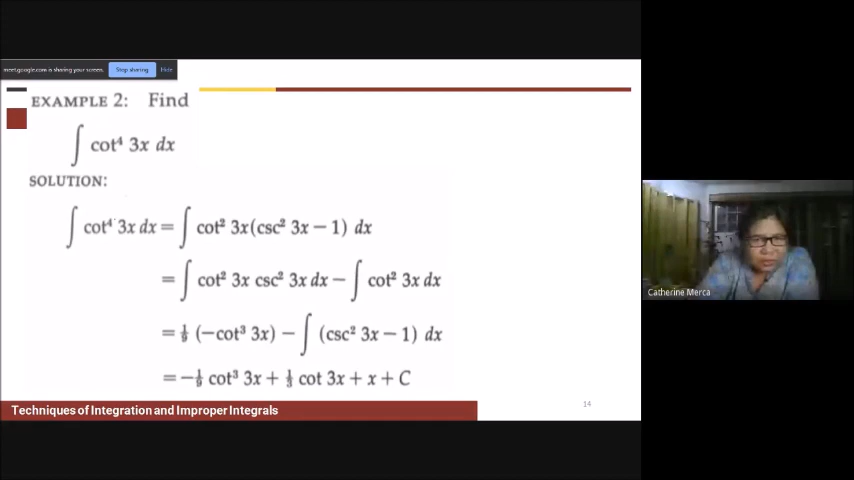 meet.google.com is sharing your screen. Stop sharing Hide
EXAMPLE 2: Find
∫ cot⁴ 3x dx
SOLUTION:
∫ cot⁴ 3x dx = ∫ cot² 3x(csc² 3x − 1) dx
= ∫ cot² 3x csc² 3x dx − ∫ cot² 3x dx
= ⅑ (−cot³ 3x) − ∫ (csc² 3x − 1) dx
= −⅑ cot³ 3x + ⅓ cot 3x + x + C
Techniques of Integration and Improper Integrals
14
Catherine Merca